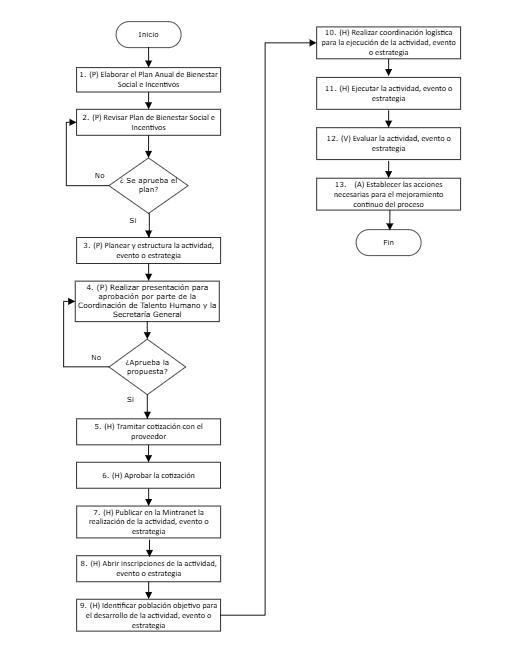 Inicio
1. (P) Elaborar el Plan Anual de Bienestar
Social e Incentivos
2. (P) Revisar Plan de Bienestar Social e
Incentivos
No
¿ Se aprueba el
plan?
Si
3. (P) Planear y estructura la actividad,
evento o estrategia
4. (P) Realizar presentación para
aprobación por parte de la
Coordinación de Talento Humano y la
Secretaría General
No
¿Aprueba la
propuesta?
Si
5. (H) Tramitar cotización con el
proveedor
6. (H) Aprobar la cotización
7. (H) Publicar en la Mintranet la
realización de la actividad, evento o
estrategia
8. (H) Abrir inscripciones de la actividad,
evento o estrategia
9. (H) Identificar población objetivo para
el desarrollo de la actividad, evento o
estrategia
10. (H) Realizar coordinación logística
para la ejecución de la actividad, evento
o estrategia
11. (H) Ejecutar la actividad, evento o
estrategia
12. (V) Evaluar la actividad, evento o
estrategia
13. (A) Establecer las acciones
necesarias para el mejoramiento
continuo del proceso
Fin